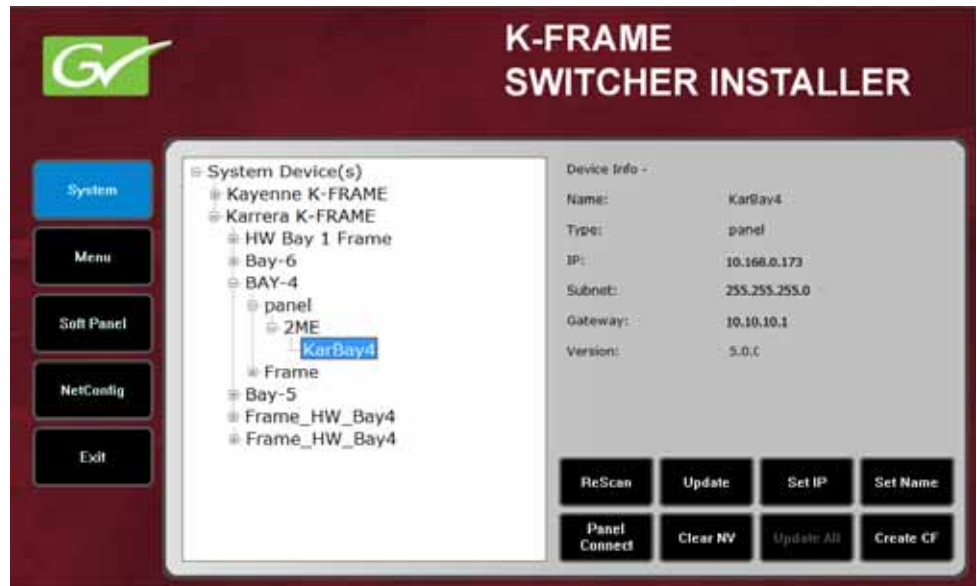 GV
K-FRAME
SWITCHER INSTALLER
System
Menu
Soft Panel
NetConfig
Exit
System Device(s)
Kayenne K-FRAME
Karrera K-FRAME
HW Bay 1 Frame
Bay-6
BAY-4
panel
2ME
KarBay4
Frame
Bay-5
Frame_HW_Bay4
Frame_HW_Bay4
Device Info -
Name: KarBay4
Type: panel
IP: 10.168.0.173
Subnet: 255.255.255.0
Gateway: 10.10.10.1
Version: 5.0.
ReScan Update Set IP Set Name
Panel Connect Clear NV Update All Create CF